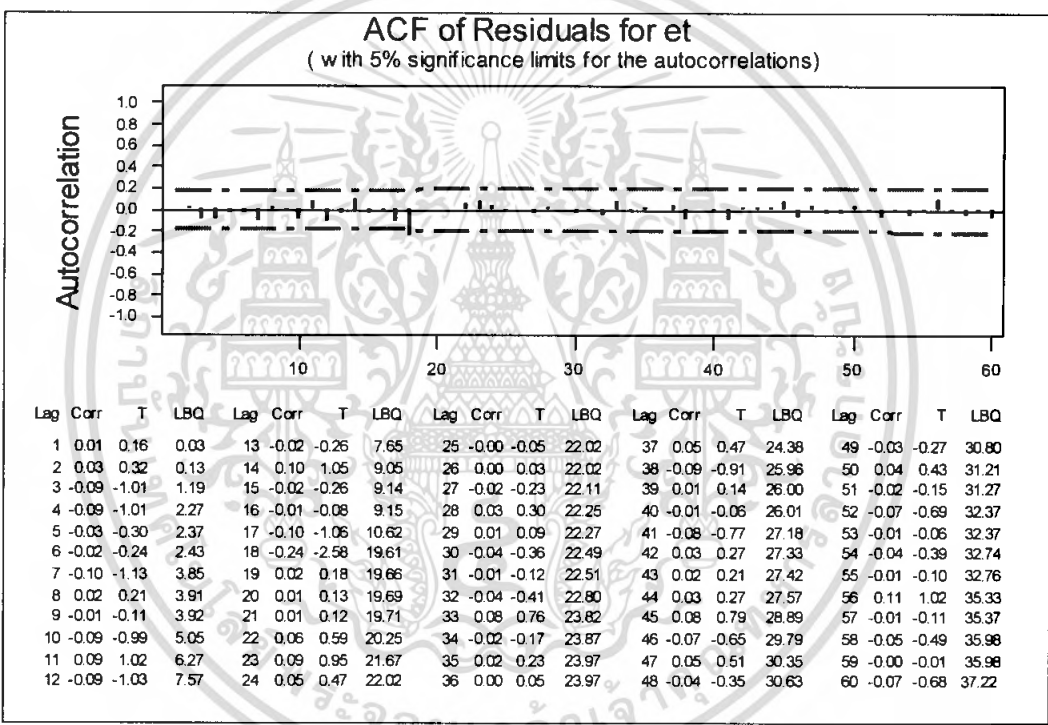 ACF of Residuals for et
( with 5% significance limits for the autocorrelations)
Autocorrelation
1.0
0.8
0.6
0.4
0.2
0.0
-0.2
-0.4
-0.6
-0.8
-1.0
10 20 30 40 50 60
Lag Corr T LBQ Lag Corr T LBQ Lag Corr T LBQ Lag Corr T LBQ Lag Corr T LBQ
1 0.01 0.16 0.03 13 -0.02 -0.26 7.65 25 -0.00 -0.05 22.02 37 0.05 0.47 24.38 49 -0.03 -0.27 30.80
2 0.03 0.32 0.13 14 0.10 1.05 9.05 26 0.00 0.03 22.02 38 -0.09 -0.91 25.96 50 0.04 0.43 31.21
3 -0.09 -1.01 1.19 15 -0.02 -0.26 9.14 27 -0.02 -0.23 22.11 39 0.01 0.14 26.00 51 -0.02 -0.15 31.27
4 -0.09 -1.01 2.27 16 -0.01 -0.08 9.15 28 0.03 0.30 22.25 40 -0.01 -0.06 26.01 52 -0.07 -0.69 32.37
5 -0.03 -0.30 2.37 17 -0.10 -1.06 10.62 29 0.01 0.09 22.27 41 -0.08 -0.77 27.18 53 -0.01 -0.06 32.37
6 -0.02 -0.24 2.43 18 -0.24 -2.58 19.61 30 -0.04 -0.36 22.49 42 0.03 0.27 27.33 54 -0.04 -0.39 32.74
7 -0.10 -1.13 3.85 19 0.02 0.18 19.66 31 -0.01 -0.12 22.51 43 0.02 0.21 27.42 55 -0.01 -0.10 32.76
8 0.02 0.21 3.91 20 0.01 0.13 19.69 32 -0.04 -0.41 22.80 44 0.03 0.27 27.57 56 0.11 1.02 35.33
9 -0.01 -0.11 3.92 21 0.01 0.12 19.71 33 0.08 0.76 23.82 45 0.08 0.79 28.89 57 -0.01 -0.11 35.37
10 -0.09 -0.99 5.05 22 0.06 0.59 20.25 34 -0.02 -0.17 23.87 46 -0.07 -0.65 29.79 58 -0.05 -0.49 35.98
11 0.09 1.02 6.27 23 0.09 0.95 21.67 35 0.02 0.23 23.97 47 0.05 0.51 30.35 59 -0.00 -0.01 35.98
12 -0.09 -1.03 7.57 24 0.05 0.47 22.02 36 0.00 0.05 23.97 48 -0.04 -0.35 30.63 60 -0.07 -0.68 37.22